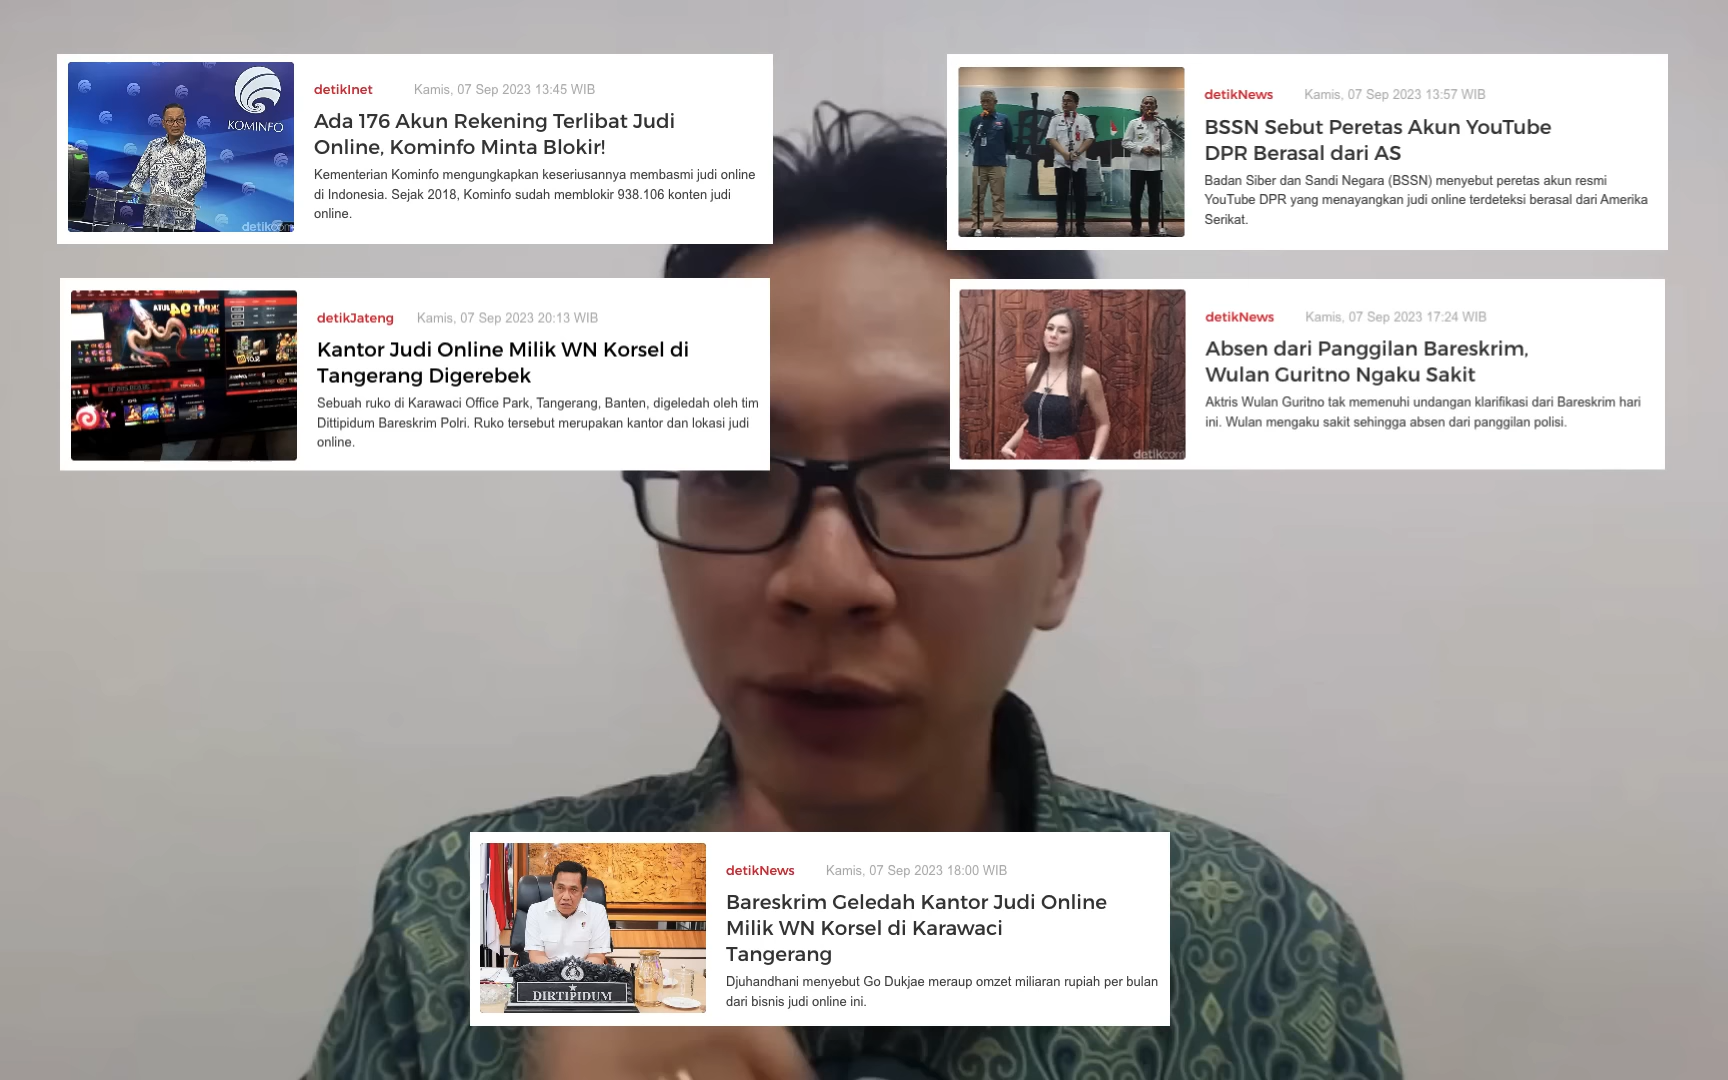 KOMINFO
detikcom
detikInet Kamis, 07 Sep 2023 13:45 WIB
Ada 176 Akun Rekening Terlibat Judi
Online, Kominfo Minta Blokir!
Kementerian Kominfo mengungkapkan keseriusannya membasmi judi online
di Indonesia. Sejak 2018, Kominfo sudah memblokir 938.106 konten judi
online.
detikNews Kamis, 07 Sep 2023 13:57 WIB
BSSN Sebut Peretas Akun YouTube
DPR Berasal dari AS
Badan Siber dan Sandi Negara (BSSN) menyebut peretas akun resmi
YouTube DPR yang menayangkan judi online terdeteksi berasal dari Amerika
Serikat.
detikJateng Kamis, 07 Sep 2023 20:13 WIB
Kantor Judi Online Milik WN Korsel di
Tangerang Digerebek
Sebuah ruko di Karawaci Office Park, Tangerang, Banten, digeledah oleh tim
Dittipidum Bareskrim Polri. Ruko tersebut merupakan kantor dan lokasi judi
online.
detikcom
detikNews Kamis, 07 Sep 2023 17:24 WIB
Absen dari Panggilan Bareskrim,
Wulan Guritno Ngaku Sakit
Aktris Wulan Guritno tak memenuhi undangan klarifikasi dari Bareskrim hari
ini. Wulan mengaku sakit sehingga absen dari panggilan polisi.
DIRTIPIDUM
detikNews Kamis, 07 Sep 2023 18:00 WIB
Bareskrim Geledah Kantor Judi Online
Milik WN Korsel di Karawaci
Tangerang
Djuhandhani menyebut Go Dukjae meraup omzet miliaran rupiah per bulan
dari bisnis judi online ini.